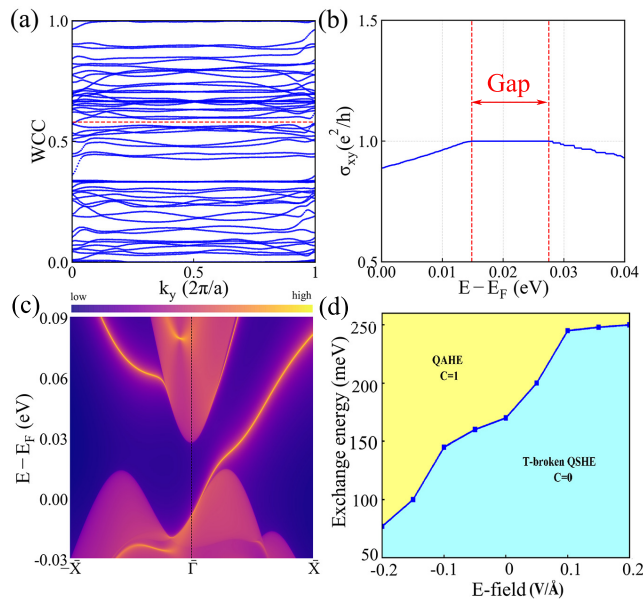 (a)
1.0
WCC
0.5
0.0
0
0.5
1
k_y (2π/a)
(b)
1.5
σ_xy(e²/h)
1.0
0.5
Gap
0.00 0.01 0.02 0.03 0.04
E−E_F (eV)
(c)
low high
0.09
0.06
0.03
0.00
-0.03
E−E_F (eV)
−X̄ Γ̄ X̄
(d)
Exchange energy (meV)
250
200
150
100
50
QAHE
C=1
T-broken QSHE
C=0
-0.2 -0.1 0 0.1 0.2
E-field (V/Å)